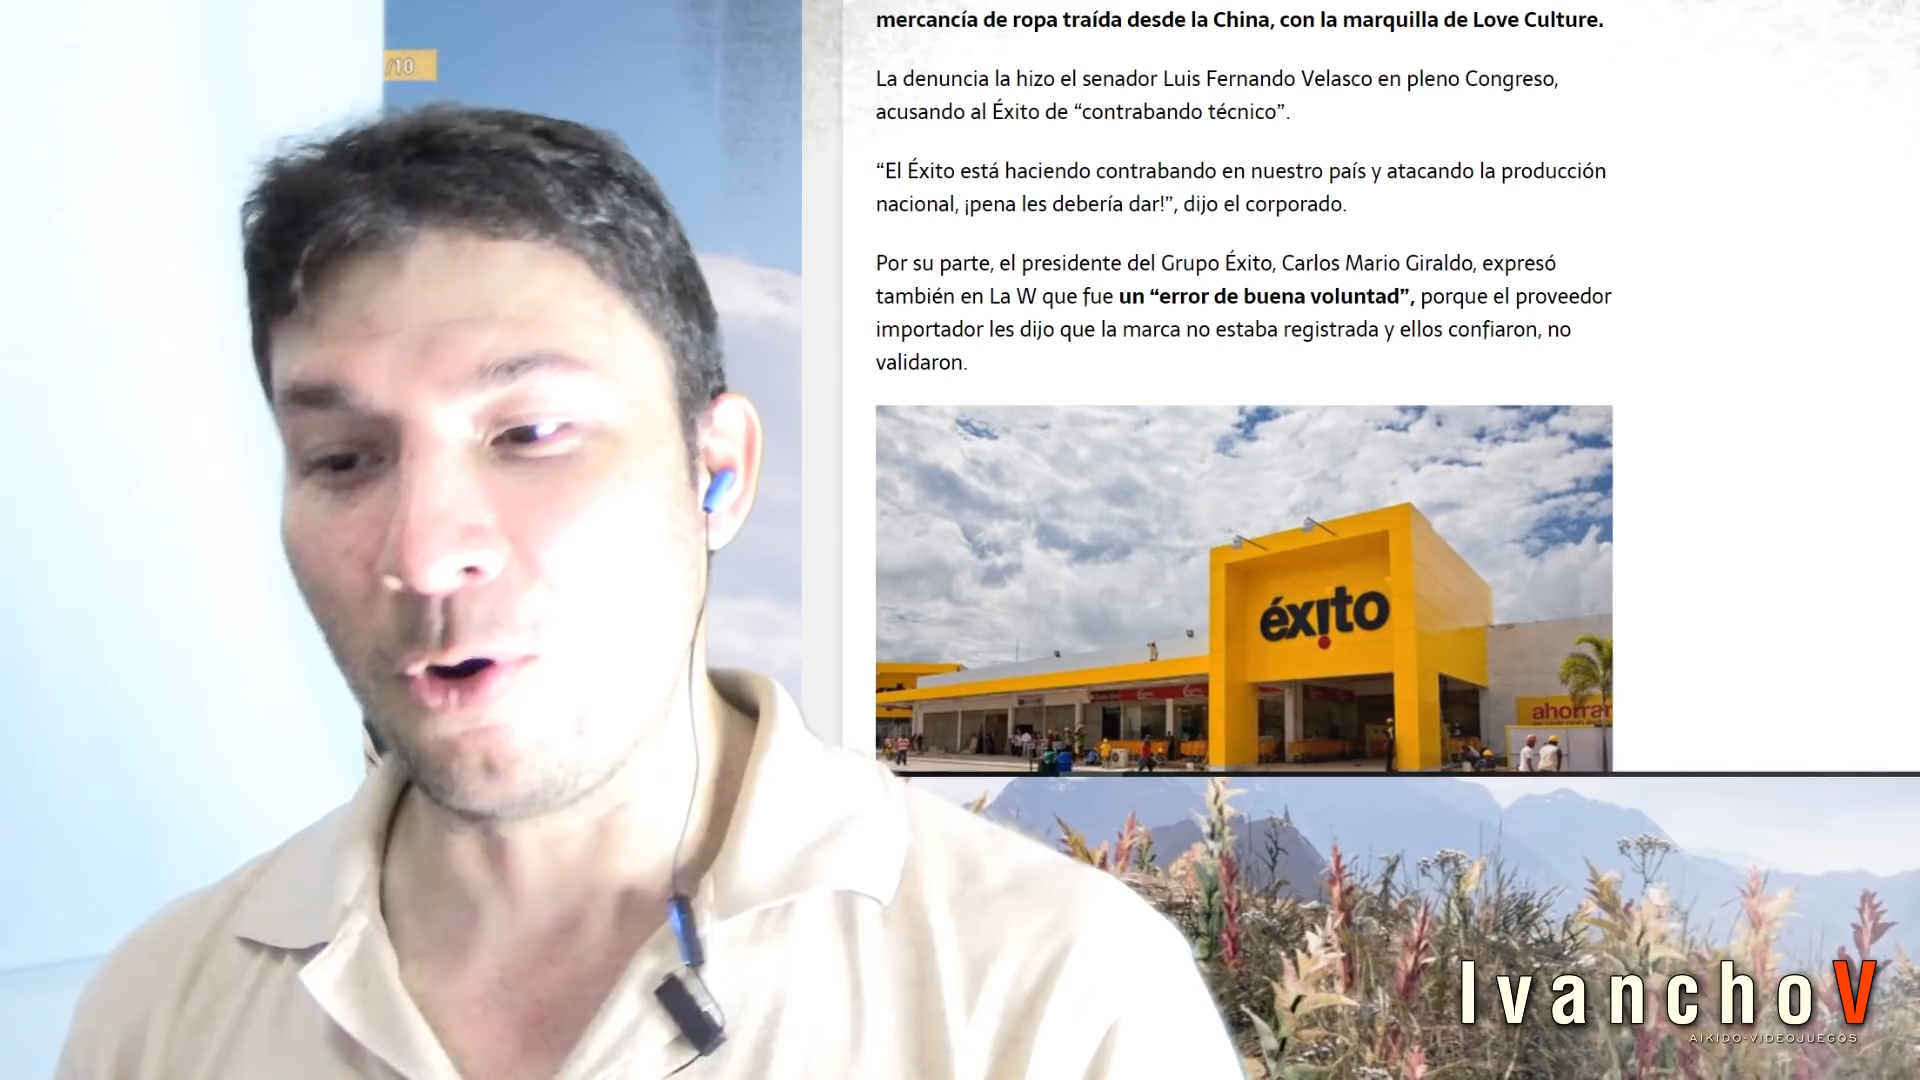 /10
mercancía de ropa traída desde la China, con la marquilla de Love Culture.
La denuncia la hizo el senador Luis Fernando Velasco en pleno Congreso,
acusando al Éxito de “contrabando técnico”.
“El Éxito está haciendo contrabando en nuestro país y atacando la producción
nacional, ¡pena les debería dar!”, dijo el corporado.
Por su parte, el presidente del Grupo Éxito, Carlos Mario Giraldo, expresó
también en La W que fue un “error de buena voluntad”, porque el proveedor
importador les dijo que la marca no estaba registrada y ellos confiaron, no
validaron.
éxito
ahorrar
IvanchoV
AIKIDO-VIDEOJUEGOS